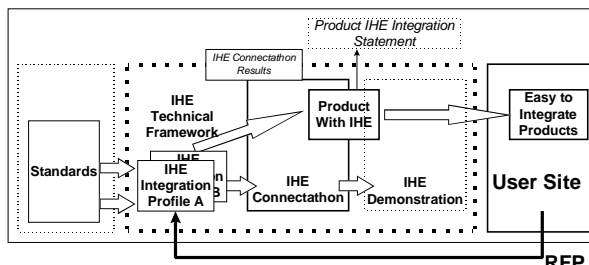 Product IHE Integration
Statement
IHE Connectathon
Results
IHE
Technical
Framework
Product
With IHE
Easy to
Integrate
Products
Standards
IHE
Integration
Profile A
B
IHE
Connectathon
IHE
Demonstration
User Site
RFP